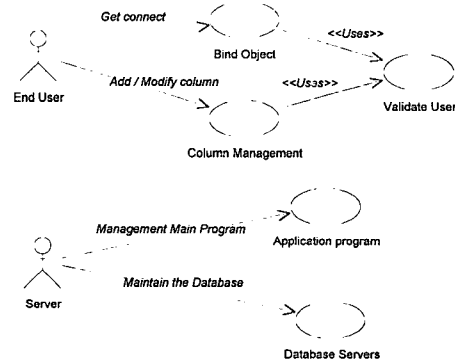 Get connect
Bind Object
<<Uses>>
End User
Add / Modify column
<<Usas>>
Validate User
Column Management
Management Main Program
Application program
Server
Maintain the Database
Database Servers